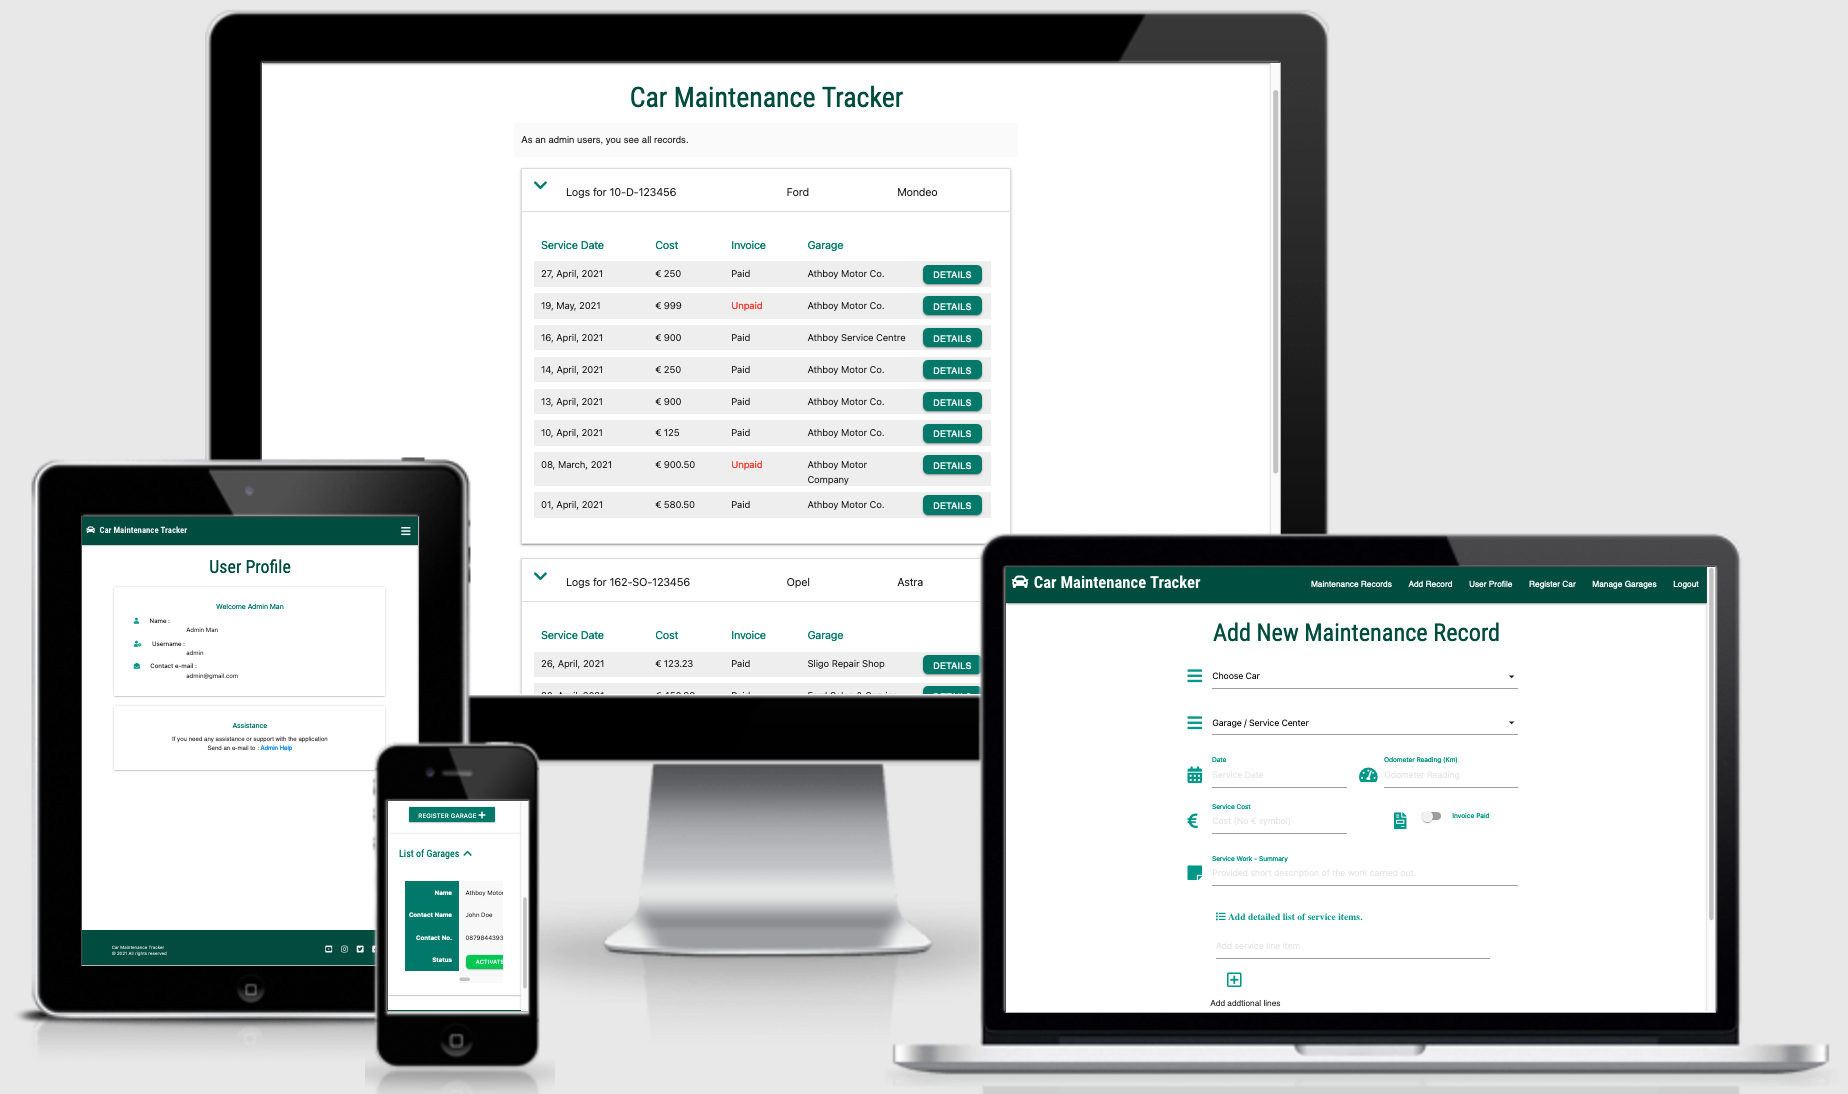 Car Maintenance Tracker
As an admin users, you see all records.
Logs for 10-D-123456 Ford Mondeo
Service Date Cost Invoice Garage
27, April, 2021 € 250 Paid Athboy Motor Co. DETAILS
19, May, 2021 € 999 Unpaid Athboy Motor Co. DETAILS
16, April, 2021 € 900 Paid Athboy Service Centre DETAILS
14, April, 2021 € 250 Paid Athboy Motor Co. DETAILS
13, April, 2021 € 900 Paid Athboy Motor Co. DETAILS
10, April, 2021 € 125 Paid Athboy Motor Co. DETAILS
08, March, 2021 € 900.50 Unpaid Athboy Motor DETAILS
Company
01, April, 2021 € 580.50 Paid Athboy Motor Co. DETAILS
Logs for 162-SO-123456 Opel Astra
Service Date Cost Invoice Garage
26, April, 2021 € 123.23 Paid Sligo Repair Shop DETAILS
Car Maintenance Tracker
User Profile
Welcome Admin Man
Name :
Admin Man
Username :
admin
Contact e-mail :
admin@gmail.com
Assistance
If you need any assistance or support with the application
Send an e-mail to : Admin Help
Car Maintenance Tracker
© 2021 All rights reserved
REGISTER GARAGE
List of Garages
Name Athboy Motor
Contact Name John Doe
Contact No. 0879844393
Status ACTIVATE
Car Maintenance Tracker Maintenance Records Add Record User Profile Register Car Manage Garages Logout
Add New Maintenance Record
Choose Car
Garage / Service Center
Date Odometer Reading (Km)
Service Date Odometer Reading
Service Cost
Cost (No € symbol) Invoice Paid
Service Work - Summary
Provided short description of the work carried out.
Add detailed list of service items.
Add service line item
Add addtional lines